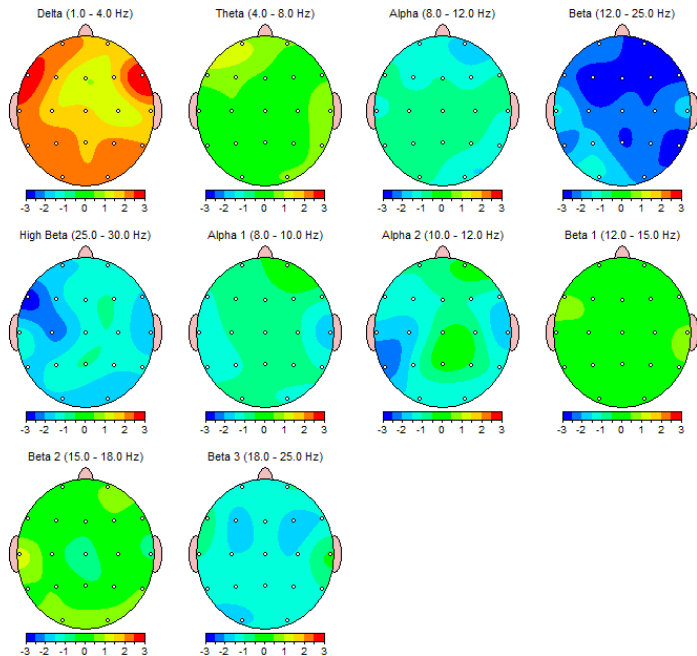 Delta (1.0 - 4.0 Hz) Theta (4.0 - 8.0 Hz) Alpha (8.0 - 12.0 Hz) Beta (12.0 - 25.0 Hz)
-3 -2 -1 0 1 2 3 -3 -2 -1 0 1 2 3 -3 -2 -1 0 1 2 3 -3 -2 -1 0 1 2 3
High Beta (25.0 - 30.0 Hz) Alpha 1 (8.0 - 10.0 Hz) Alpha 2 (10.0 - 12.0 Hz) Beta 1 (12.0 - 15.0 Hz)
-3 -2 -1 0 1 2 3 -3 -2 -1 0 1 2 3 -3 -2 -1 0 1 2 3 -3 -2 -1 0 1 2 3
Beta 2 (15.0 - 18.0 Hz) Beta 3 (18.0 - 25.0 Hz)
-3 -2 -1 0 1 2 3 -3 -2 -1 0 1 2 3